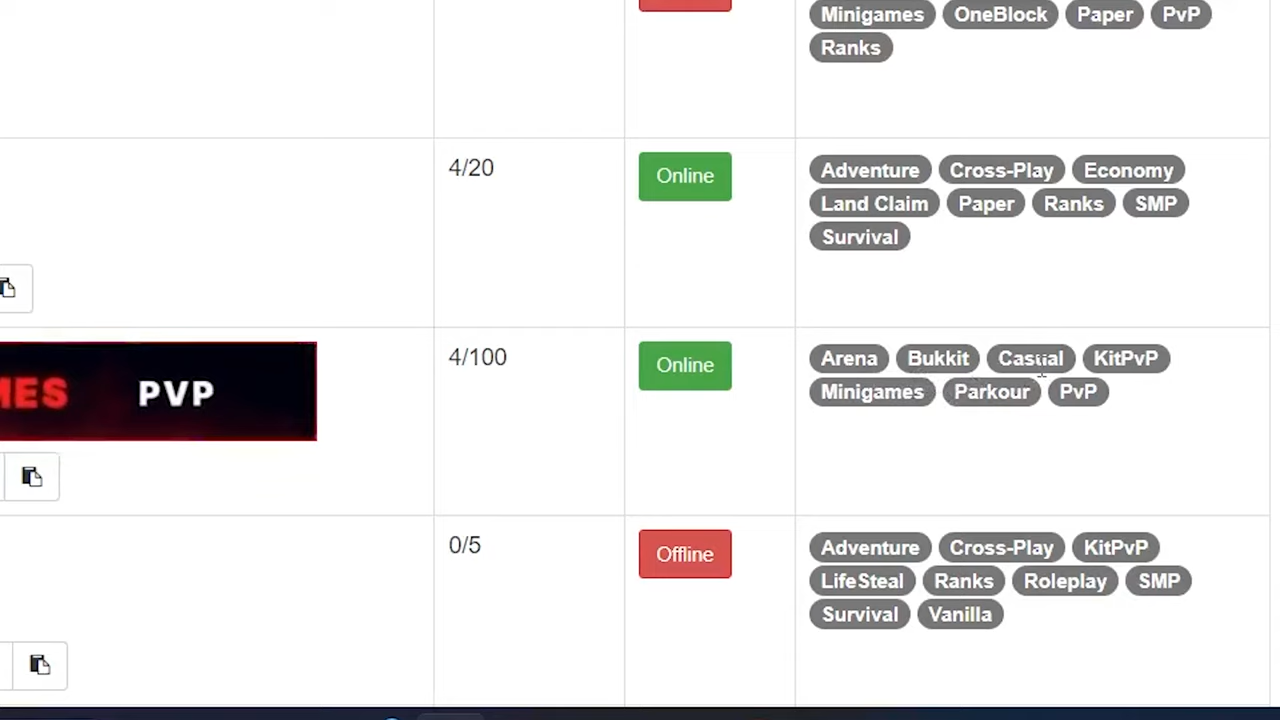 Minigames OneBlock Paper PvP
Ranks
4/20 Online Adventure Cross-Play Economy
Land Claim Paper Ranks SMP
Survival
MES PVP 4/100 Online Arena Bukkit Casual KitPvP
Minigames Parkour PvP
0/5 Offline Adventure Cross-Play KitPvP
LifeSteal Ranks Roleplay SMP
Survival Vanilla